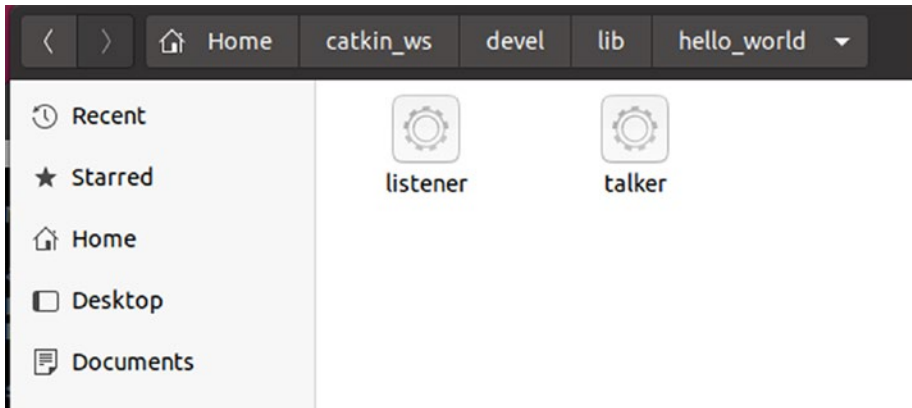 Home catkin_ws devel lib hello_world
Recent
Starred
Home
Desktop
Documents
listener talker